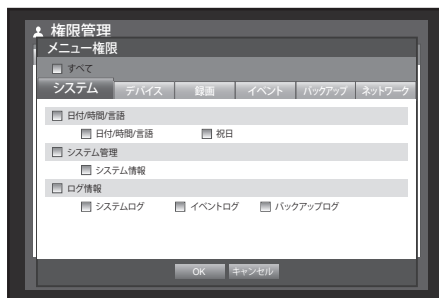 権限管理
メニュー権限
すべて
システム デバイス 録画 イベント バックアップ ネットワーク
日付/時間/言語
日付/時間/言語 祝日
システム管理
システム情報
ログ情報
システムログ イベントログ バックアップログ
OK キャンセル